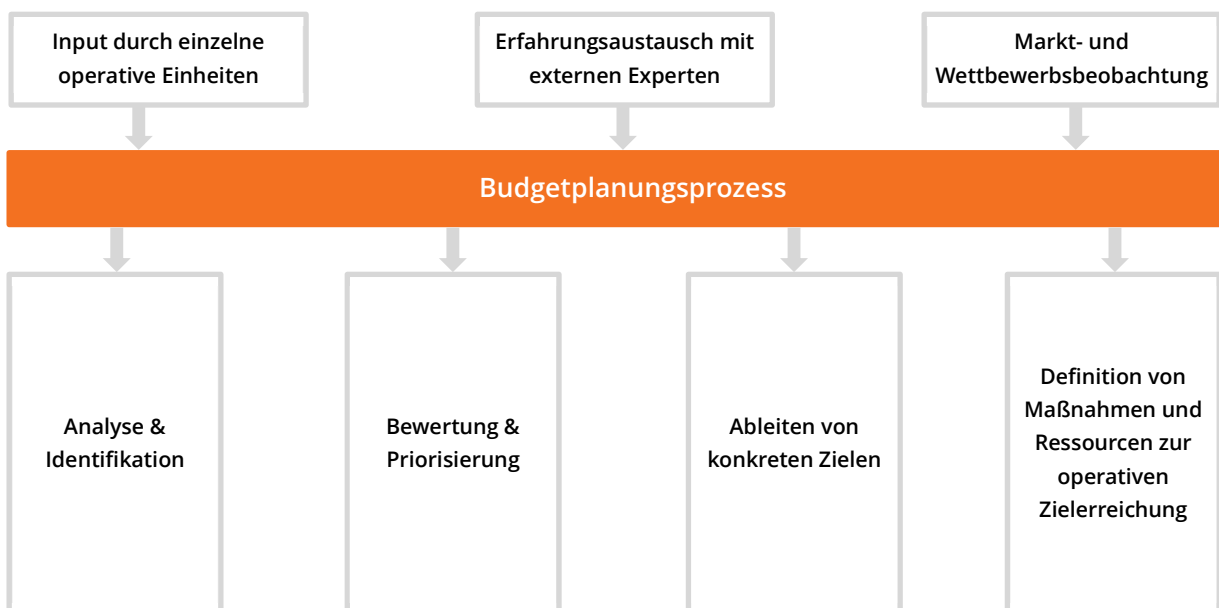 Input durch einzelne
operative Einheiten
Erfahrungsaustausch mit
externen Experten
Markt- und
Wettbewerbsbeobachtung
Budgetplanungsprozess
Analyse &
Identifikation
Bewertung &
Priorisierung
Ableiten von
konkreten Zielen
Definition von
Maßnahmen und
Ressourcen zur
operativen
Zielerreichung